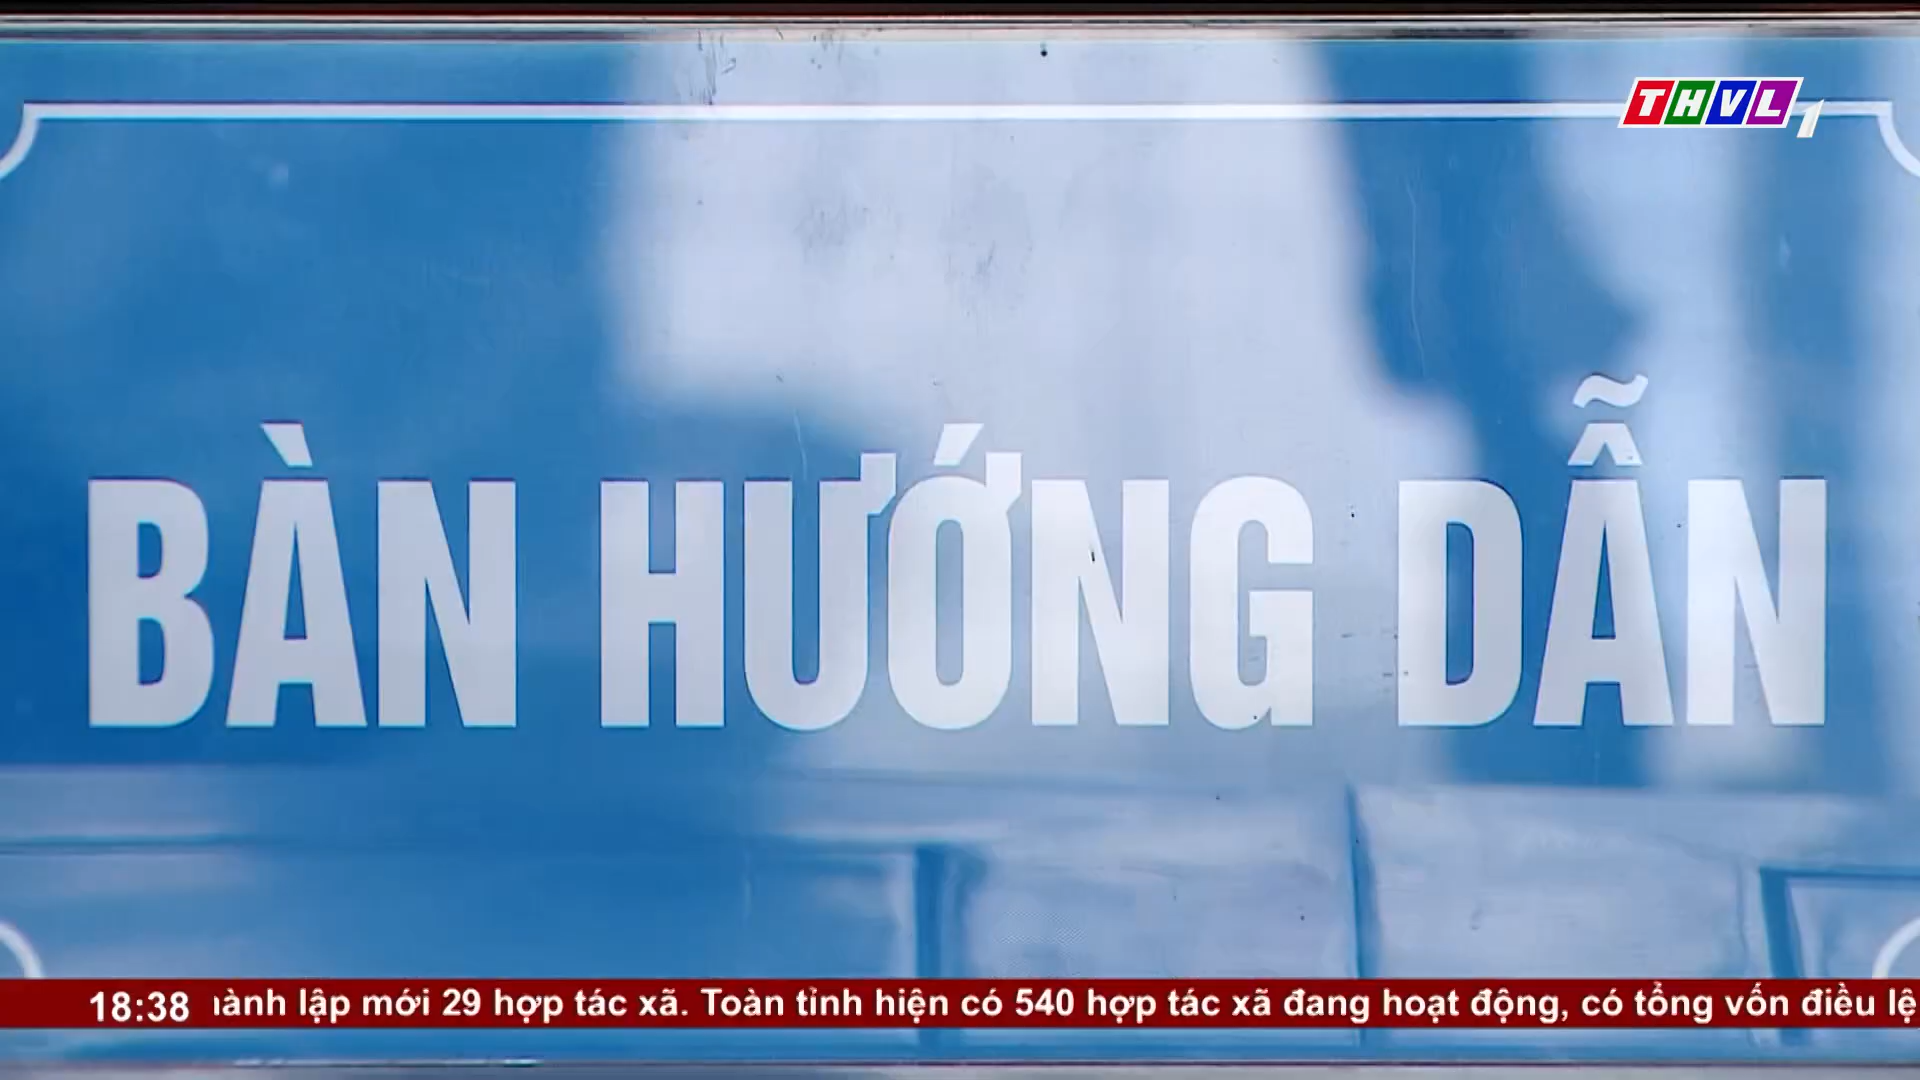 THVL1
BÀN HƯỚNG DẪN
18:38 lập mới 29 hợp tác xã. Toàn tỉnh hiện có 540 hợp tác xã đang hoạt động, có tổng vốn điều lệ